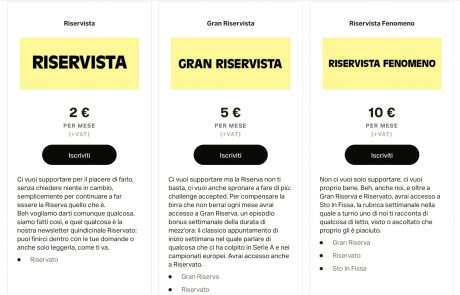 Riservista
RISERVISTA
2 €
PER MESE
(+VAT)
Iscriviti
Ci vuoi supportare per il piacere di farlo,
senza chiedere niente in cambio,
semplicemente per continuare a far
essere la Riserva quello che è.
Beh vogliamo darti comunque qualcosa,
siamo fatti così, e quel qualcosa è la
nostra newsletter quindicinale Riservato:
puoi finirci dentro con le tue domande o
anche solo leggerla, come ti va.
Riservato
Gran Riservista
GRAN RISERVISTA
5 €
PER MESE
(+VAT)
Iscriviti
Ci vuoi supportare ma la Riserva non ti
basta, ci vuoi anche spronare a far di più:
challenge accepted. Per compensare la
birra che non berrai ogni mese avrai
accesso a Gran Riserva, un episodio
bonus settimanale della durata di
mezz'ora: il classico appuntamento di
inizio settimana nel quale parlare di
qualcosa che ci ha colpito in Serie A e nei
campionati europei. Avrai accesso anche
a Riservato.
Gran Riserva
Riservato
Riservista Fenomeno
RISERVISTA FENOMENO
10 €
PER MESE
(+VAT)
Iscriviti
Non ci vuoi solo supportare, ci vuoi
proprio bene. Beh, anche noi, e oltre a
Gran Riserva e Riservato, avrai accesso a
Sto In Fissa, la rubrica settimanale nella
quale a turno uno di noi ti racconta di
qualcosa di letto, visto o ascoltato che
proprio gli è piaciuto.
Gran Riserva
Riservato
Sto In Fissa